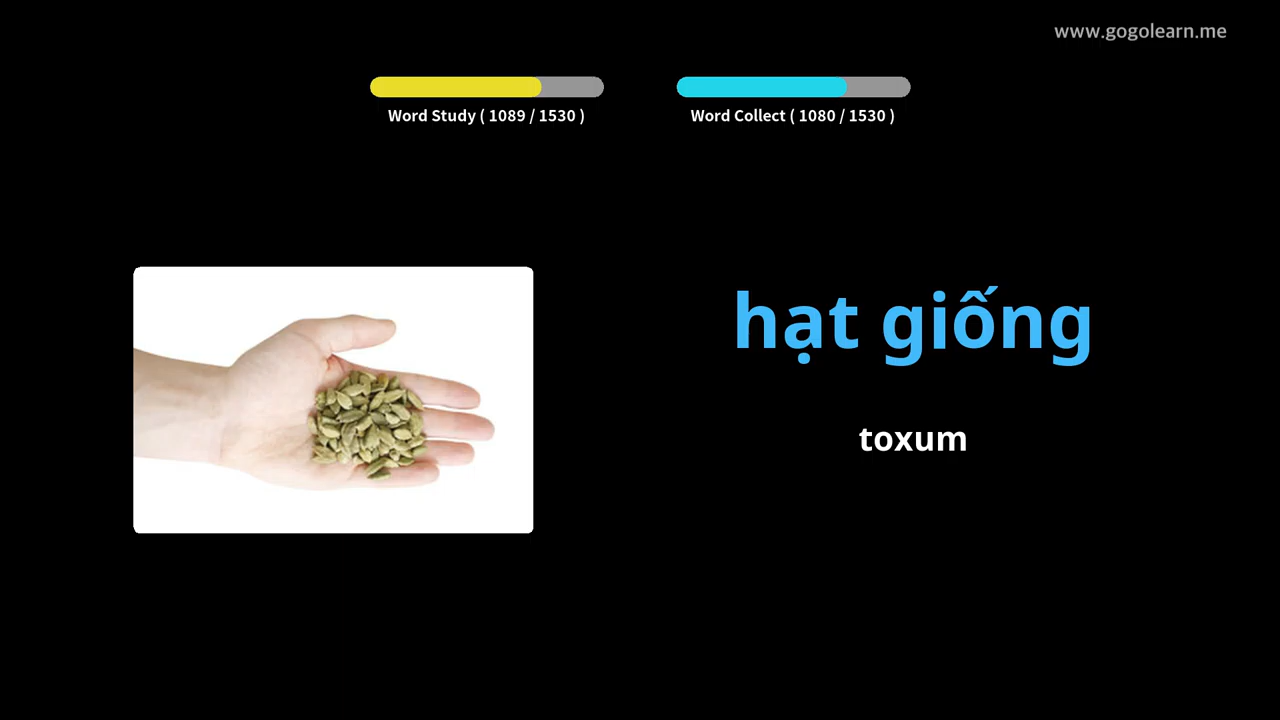 www.gogolearn.me
Word Study ( 1089 / 1530 )
Word Collect ( 1080 / 1530 )
hạt giống
toxum